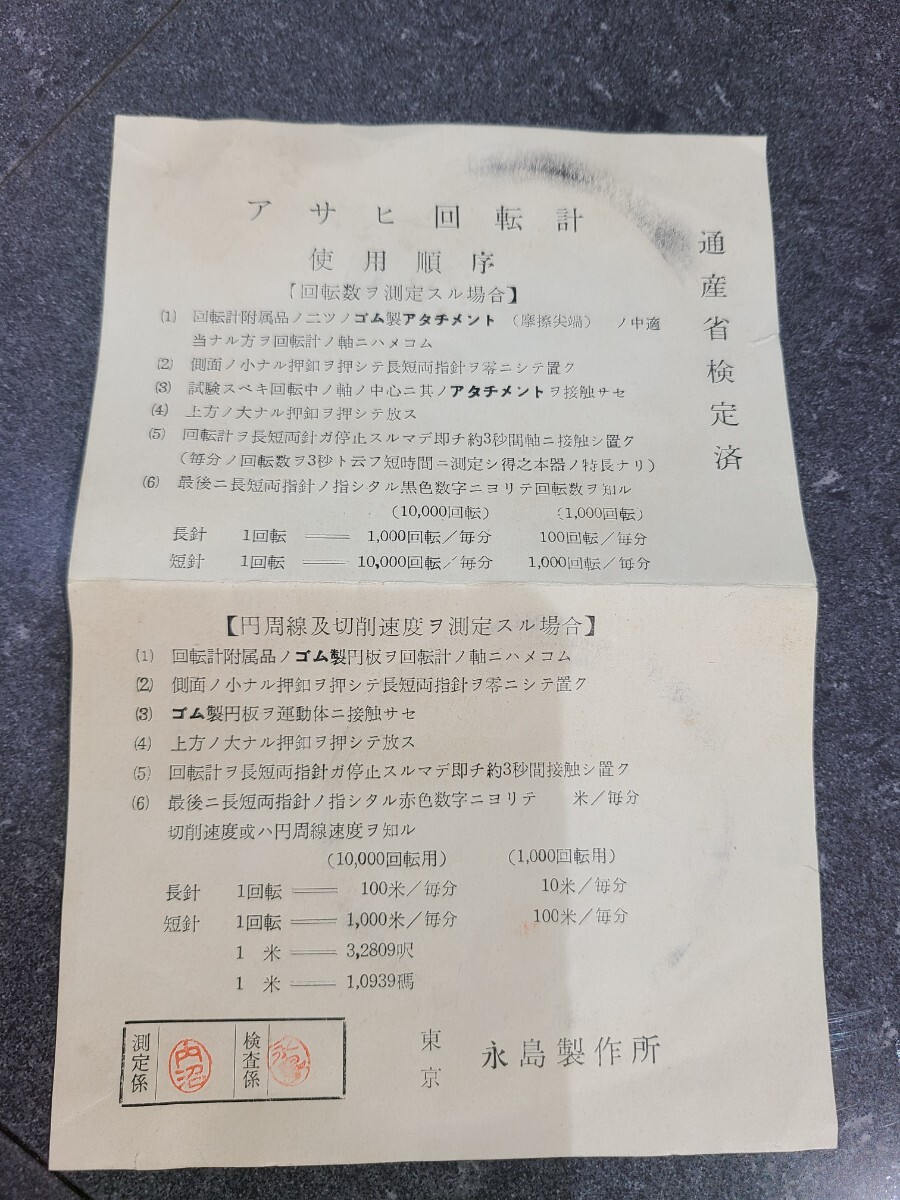 アサヒ回転計
使用順序
通産省検定済
【回転数ヲ測定スル場合】
(1) 回転計附属品ノ二ツノゴム製アタチメント （摩擦尖端） ノ中適
当ナル方ヲ回転計ノ軸ニハメコム
(2) 側面ノ小ナル押釦ヲ押シテ長短両指針ヲ零ニシテ置ク
(3) 試験スベキ回転中ノ軸ノ中心ニ其ノアタチメントヲ接触サセ
(4) 上方ノ大ナル押釦ヲ押シテ放ス
(5) 回転計ヲ長短両針ガ停止スルマデ即チ約3秒間軸ニ接触シ置ク
（毎分ノ回転数ヲ3秒ト云フ短時間ニ測定シ得之本器ノ特長ナリ）
(6) 最後ニ長短両指針ノ指シタル黒色数字ニヨリテ回転数ヲ知ル
(10,000回転) (1,000回転)
長針 1回転 ―― 1,000回転／毎分 100回転／毎分
短針 1回転 ―― 10,000回転／毎分 1,000回転／毎分
【円周線及切削速度ヲ測定スル場合】
(1) 回転計附属品ノゴム製円板ヲ回転計ノ軸ニハメコム
(2) 側面ノ小ナル押釦ヲ押シテ長短両指針ヲ零ニシテ置ク
(3) ゴム製円板ヲ運動体ニ接触サセ
(4) 上方ノ大ナル押釦ヲ押シテ放ス
(5) 回転計ヲ長短両指針ガ停止スルマデ即チ約3秒間接触シ置ク
(6) 最後ニ長短両指針ノ指シタル赤色数字ニヨリテ 米／毎分
切削速度或ハ円周線速度ヲ知ル
(10,000回転用) (1,000回転用)
長針 1回転 ―― 100米／毎分 10米／毎分
短針 1回転 ―― 1,000米／毎分 100米／毎分
1 米 ―― 3,2809呎
1 米 ―― 1,0939碼
測定係 内沼 検査係
東京 永島製作所